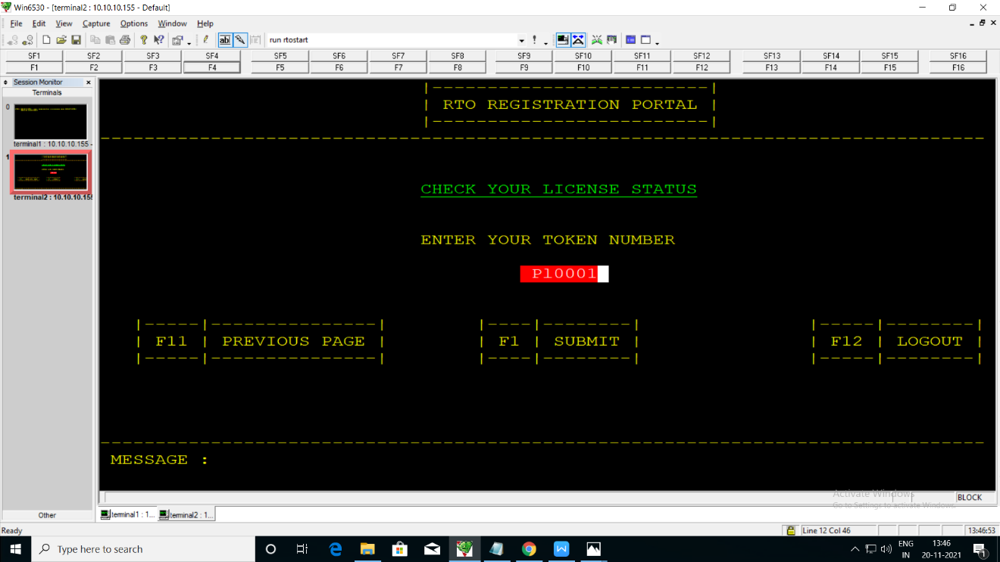 Win6530 - [terminal2 : 10.10.10.155 - Default]
File Edit View Capture Options Window Help
run rtostart
SF1 SF2 SF3 SF4 SF5 SF6 SF7 SF8 SF9 SF10 SF11 SF12 SF13 SF14 SF15 SF16
F1 F2 F3 F4 F5 F6 F7 F8 F9 F10 F11 F12 F13 F14 F15 F16
Session Monitor
Terminals
0
terminal1 : 10.10.10.155 -
1
terminal2 : 10.10.10.155
Other
RTO REGISTRATION PORTAL
CHECK YOUR LICENSE STATUS
ENTER YOUR TOKEN NUMBER
Pl0001
F11 PREVIOUS PAGE F1 SUBMIT F12 LOGOUT
MESSAGE :
Activate Windows
Go to Settings to activate Windows.
BLOCK
terminal1 : 1... terminal2 : 1...
Ready
Line 12 Col 46
13:46:53
Type here to search
ENG
IN
13:46
20-11-2021
1